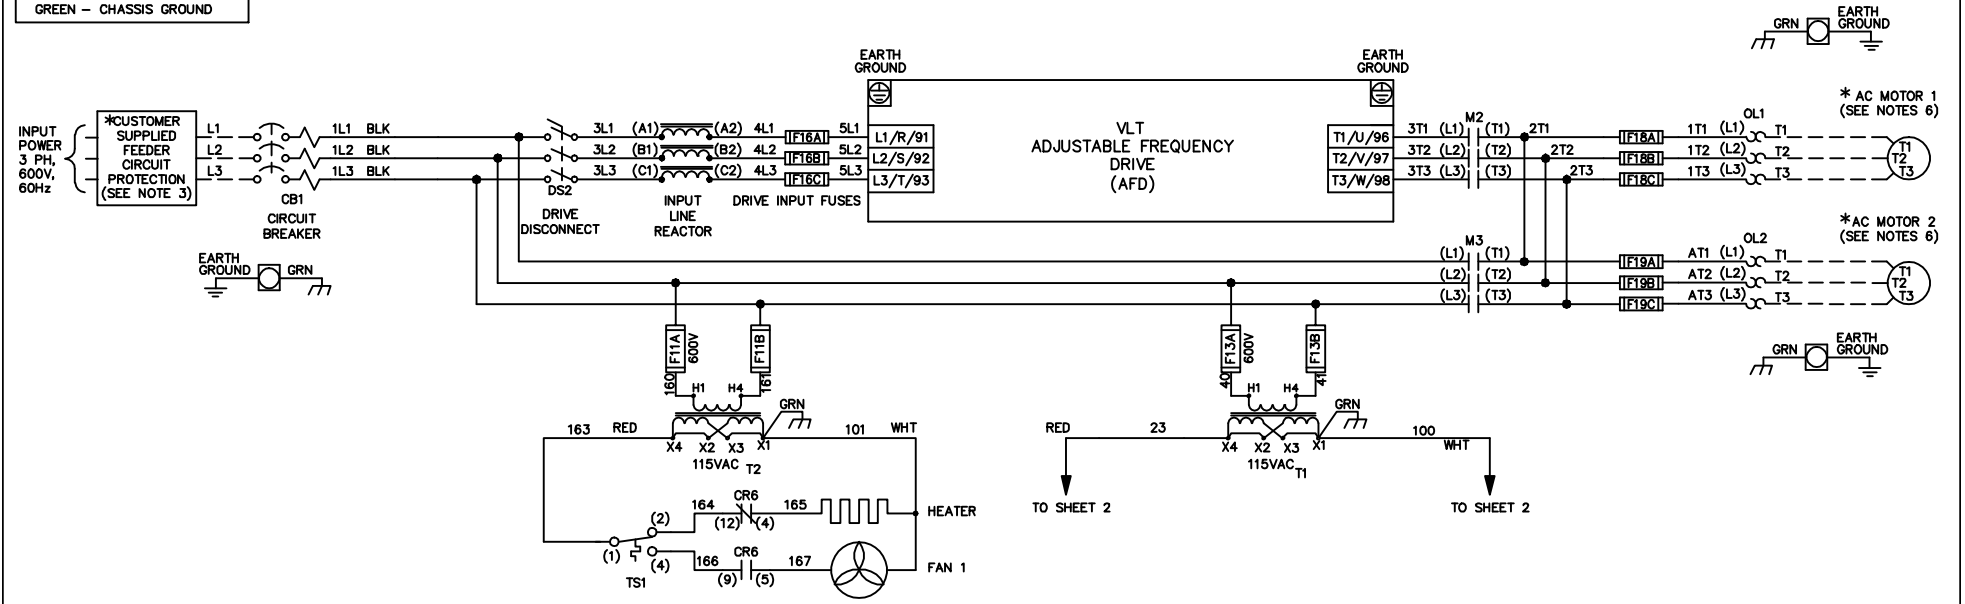 GREEN – CHASSIS GROUND
INPUT
POWER
3 PH,
600V,
60Hz
*CUSTOMER
SUPPLIED
FEEDER
CIRCUIT
PROTECTION
(SEE NOTE 3)
L1
L2
L3
CB1
CIRCUIT
BREAKER
1L1 BLK
1L2 BLK
1L3 BLK
EARTH
GROUND
GRN
DS2
DRIVE
DISCONNECT
3L1 (A1) (A2) 4L1 F16A 5L1
3L2 (B1) (B2) 4L2 F16B 5L2
3L3 (C1) (C2) 4L3 F16C 5L3
INPUT
LINE
REACTOR
DRIVE INPUT FUSES
EARTH
GROUND
L1/R/91
L2/S/92
L3/T/93
VLT
ADJUSTABLE FREQUENCY
DRIVE
(AFD)
EARTH
GROUND
T1/U/96
T2/V/97
T3/W/98
M2
3T1 (L1) (T1) 2T1
3T2 (L2) (T2) 2T2
3T3 (L3) (T3) 2T3
F18A 1T1 (L1) T1
F18B 1T2 (L2) T2
F18C 1T3 (L3) T3
OL1
GRN
EARTH
GROUND
* AC MOTOR 1
(SEE NOTES 6)
T1
T2
T3
M3
(L1) (T1)
(L2) (T2)
(L3) (T3)
F19A AT1 (L1) T1
F19B AT2 (L2) T2
F19C AT3 (L3) T3
OL2
*AC MOTOR 2
(SEE NOTES 6)
T1
T2
T3
GRN
EARTH
GROUND
F11A
600V
F11B
160
161
H1 H4
GRN
163 RED
101 WHT
X4 X2 X3 X1
115VAC T2
164 CR6 165
(12) (4)
HEATER
(2)
(1)
(4)
TS1
166 CR6 167
(9) (5)
FAN 1
F13A
600V
F13B
40
41
H1 H4
GRN
RED 23
100
WHT
X4 X2 X3 X1
115VAC T1
TO SHEET 2
TO SHEET 2